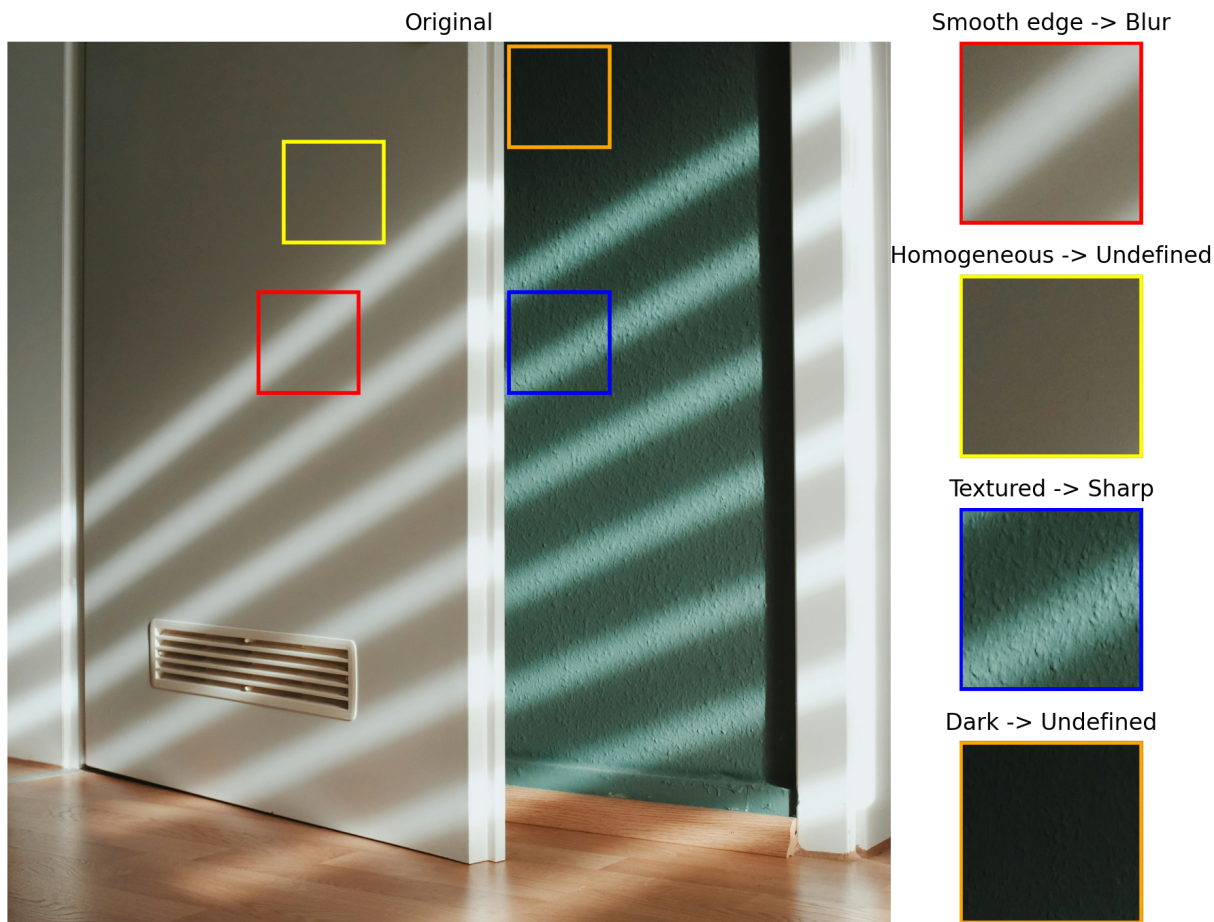 Original
Smooth edge -> Blur
Homogeneous -> Undefined
Textured -> Sharp
Dark -> Undefined